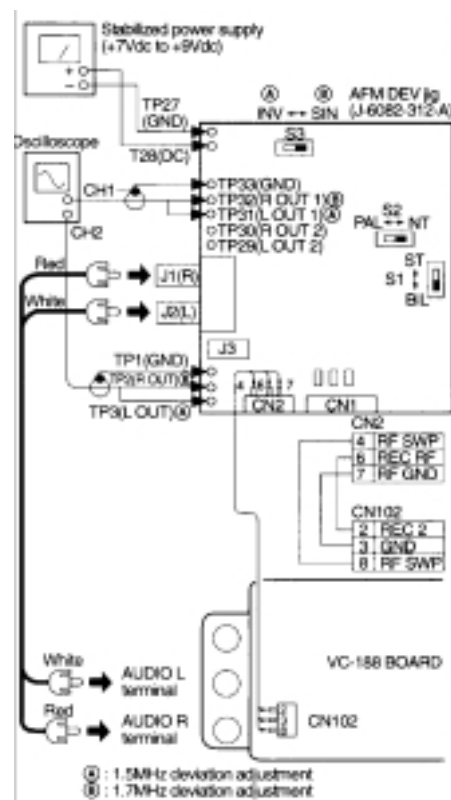 Stabilized power supply
(+7Vdc to +9Vdc)
+
−
TP27
(GND)
T28(DC)
Ⓐ Ⓑ
INV ↔ SIN
S3
AFM DEV jig
(J-6082-312-A)
Oscilloscope
CH1
CH2
TP33(GND)
TP32(R OUT 1)Ⓑ
TP31(L OUT 1)Ⓐ
TP30(R OUT 2)
TP29(L OUT 2)
S2
PAL ↔ NT
ST
S1
BIL
Red
J1(R)
White
J2(L)
J3
TP1(GND)
TP2(R OUT)Ⓑ
TP3(L OUT)Ⓐ
4 6 7
CN2
CN1
CN2
4 RF SWP
6 REC RF
7 RF GND
CN102
2 REC 2
3 GND
8 RF SWP
VC-188 BOARD
CN102
White
AUDIO L
terminal
Red
AUDIO R
terminal
Ⓐ : 1.5MHz deviation adjustment
Ⓑ : 1.7MHz deviation adjustment